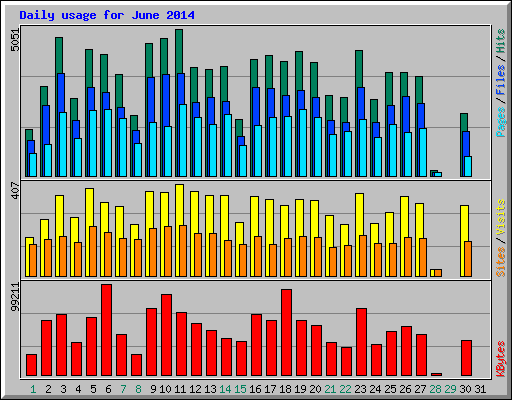 Daily usage for June 2014
5051
Pages / Files / Hits
407
Sites / Visits
99211
KBytes
1 2 3 4 5 6 7 8 9 10 11 12 13 14 15 16 17 18 19 20 21 22 23 24 25 26 27 28 29 30 31